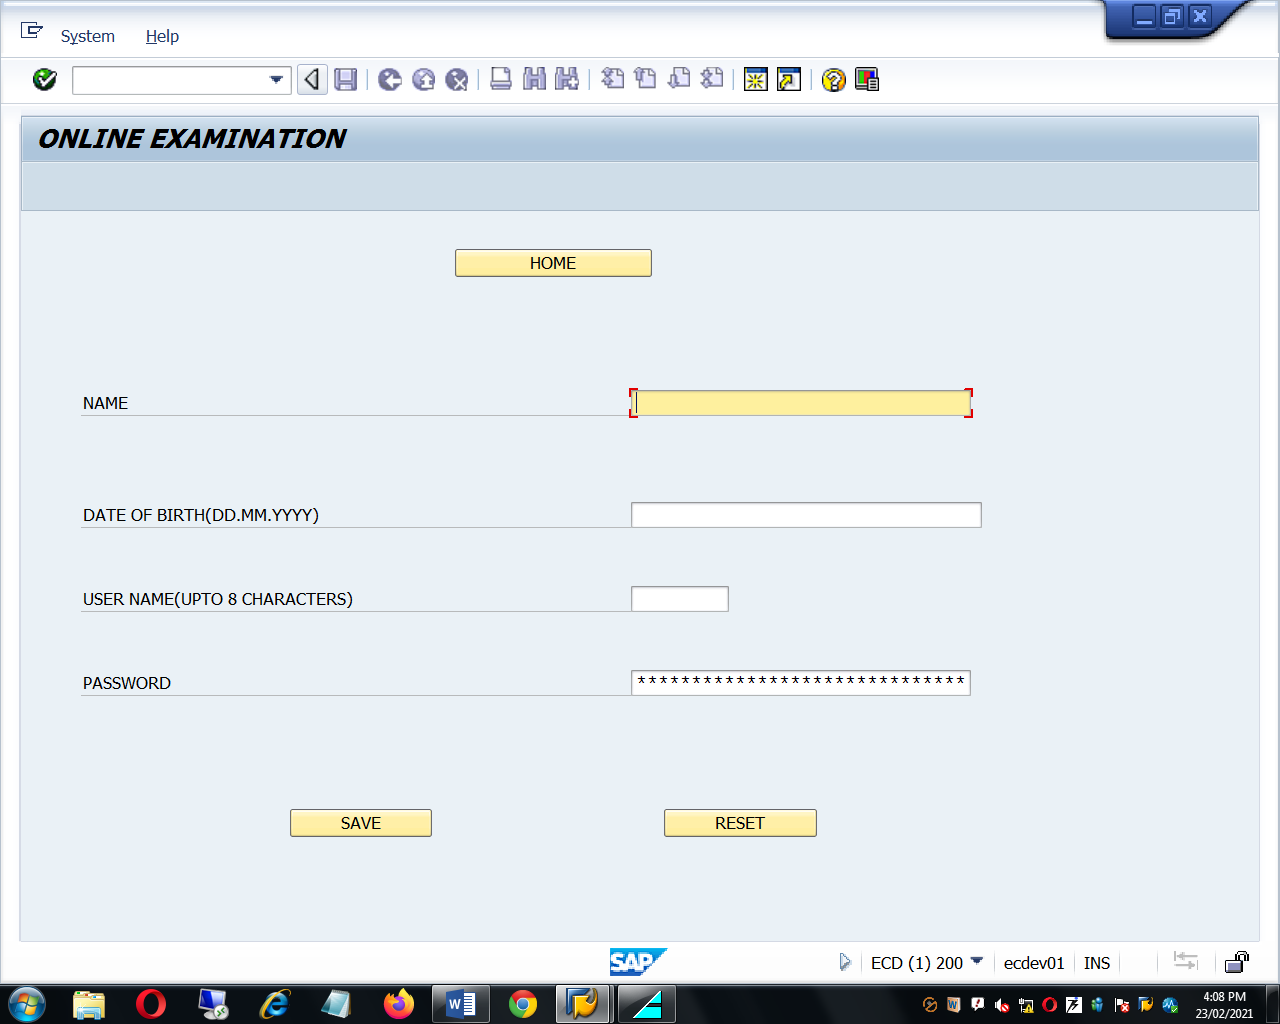 System Help
ONLINE EXAMINATION
HOME
NAME
DATE OF BIRTH(DD.MM.YYYY)
USER NAME(UPTO 8 CHARACTERS)
PASSWORD ******************************
SAVE RESET
SAP ECD (1) 200 ecdev01 INS
4:08 PM
23/02/2021